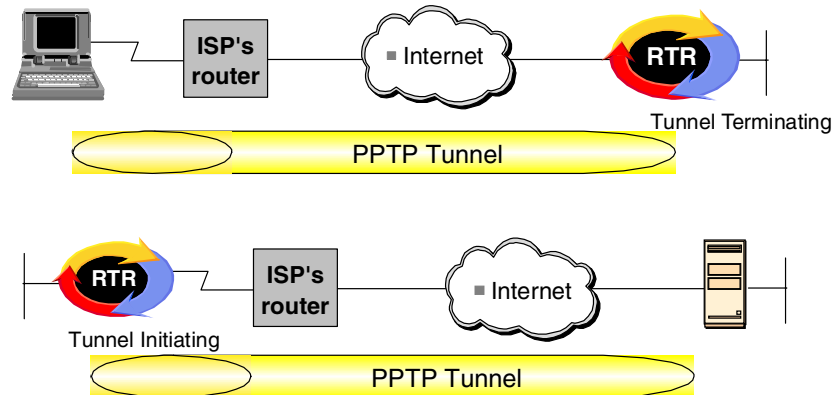 ISP's
router
Internet
RTR
Tunnel Terminating
PPTP Tunnel
RTR
ISP's
router
Internet
Tunnel Initiating
PPTP Tunnel